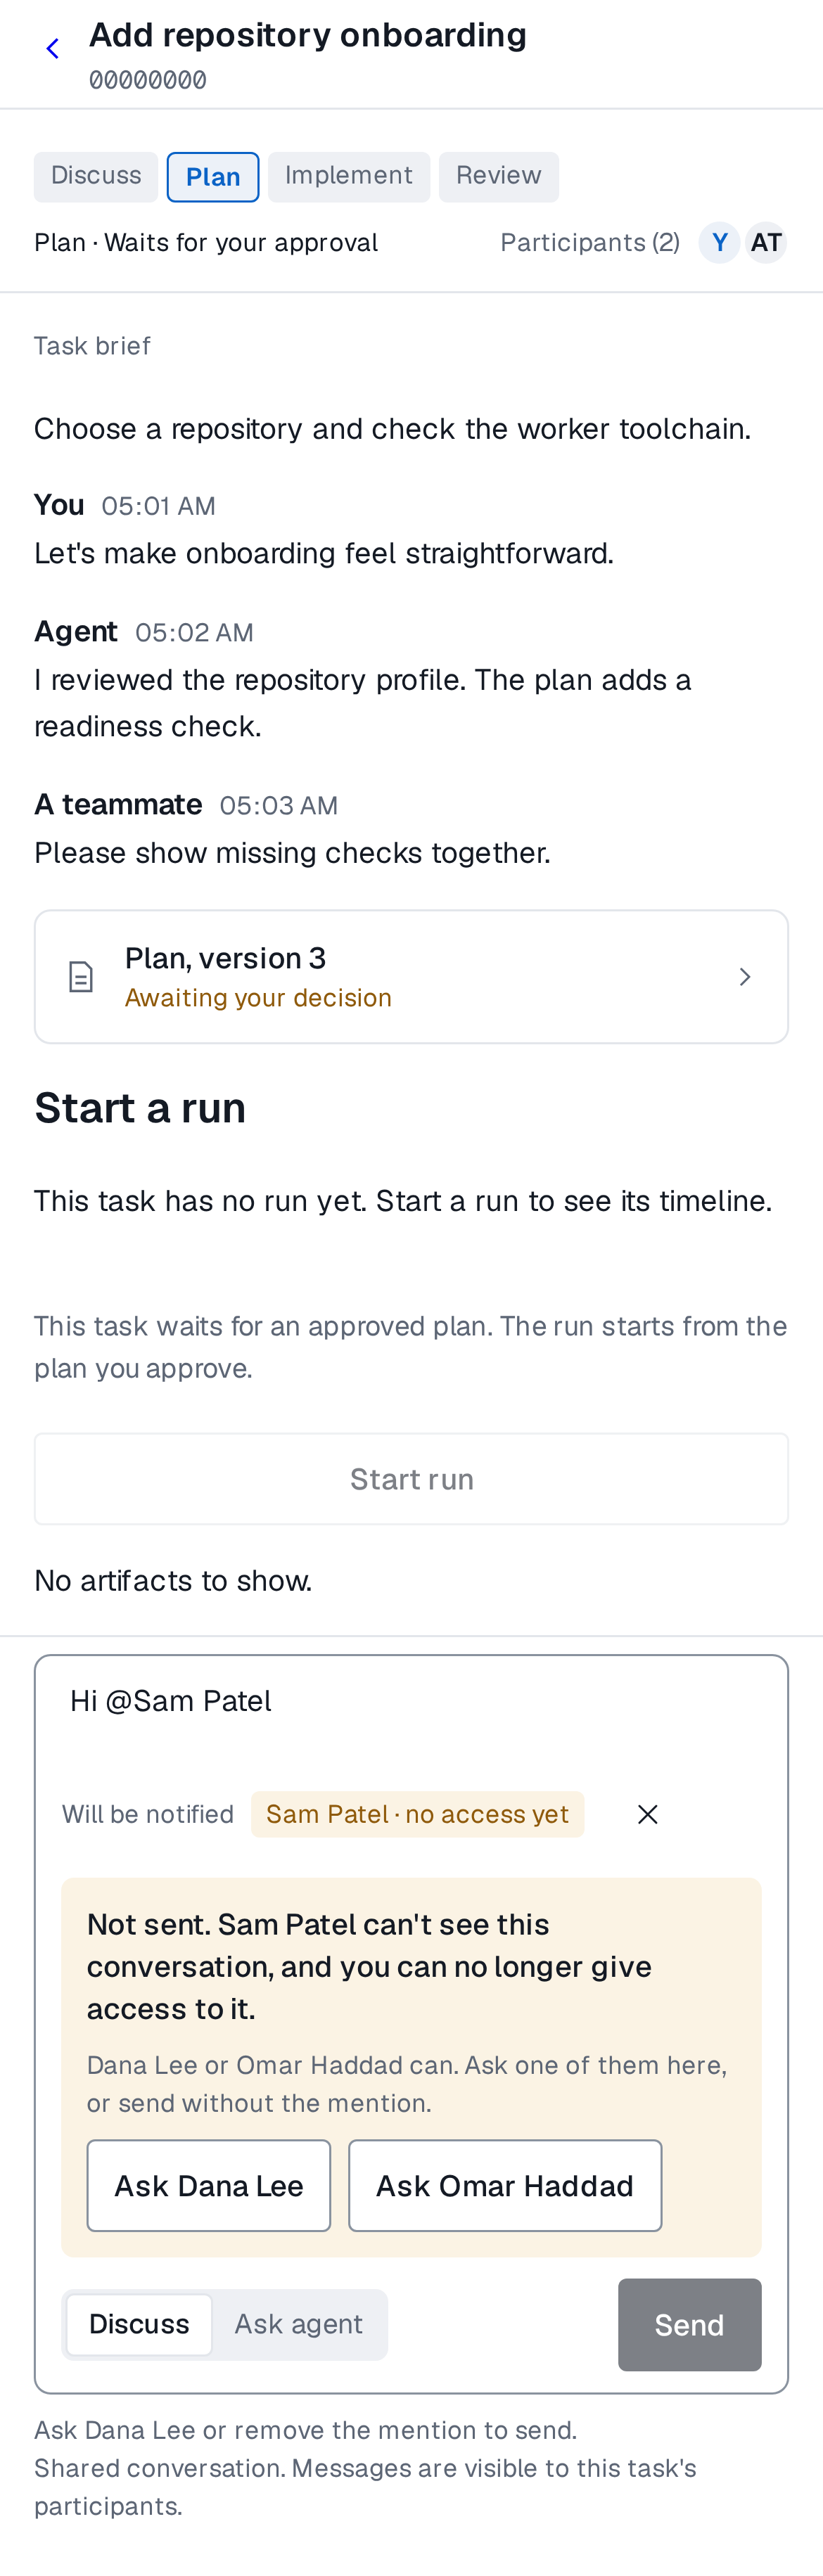 Add repository onboarding
00000000
Discuss
Plan
Implement
Review
Plan · Waits for your approval
Participants (2)
Y
AT
Task brief
Choose a repository and check the worker toolchain.
You 05:01 AM
Let's make onboarding feel straightforward.
Agent 05:02 AM
I reviewed the repository profile. The plan adds a
readiness check.
A teammate 05:03 AM
Please show missing checks together.
Plan, version 3
Awaiting your decision
Start a run
This task has no run yet. Start a run to see its timeline.
This task waits for an approved plan. The run starts from the
plan you approve.
Start run
No artifacts to show.
Hi @Sam Patel
Will be notified
Sam Patel · no access yet
Not sent. Sam Patel can't see this
conversation, and you can no longer give
access to it.
Dana Lee or Omar Haddad can. Ask one of them here,
or send without the mention.
Ask Dana Lee
Ask Omar Haddad
Discuss
Ask agent
Send
Ask Dana Lee or remove the mention to send.
Shared conversation. Messages are visible to this task's
participants.